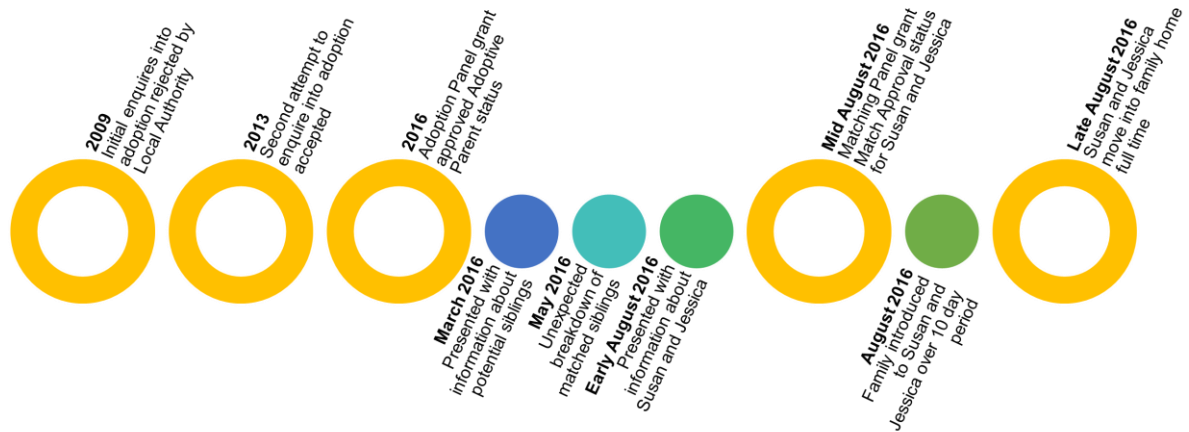 2009
Initial enquires into
adoption rejected by
Local Authority
2013
Second attempt to
enquire into adoption
accepted
2016
Adoption Panel grant
approved Adoptive
Parent status
March 2016
Presented with
information about
potential siblings
May 2016
Unexpected
breakdown of
matched siblings
Early August 2016
Presented with
information about
Susan and Jessica
Mid August 2016
Matching Panel grant
Match Approval status
for Susan and Jessica
August 2016
Family introduced
to Susan and
Jessica over 10 day
period
Late August 2016
Susan and Jessica
move into family home
full time